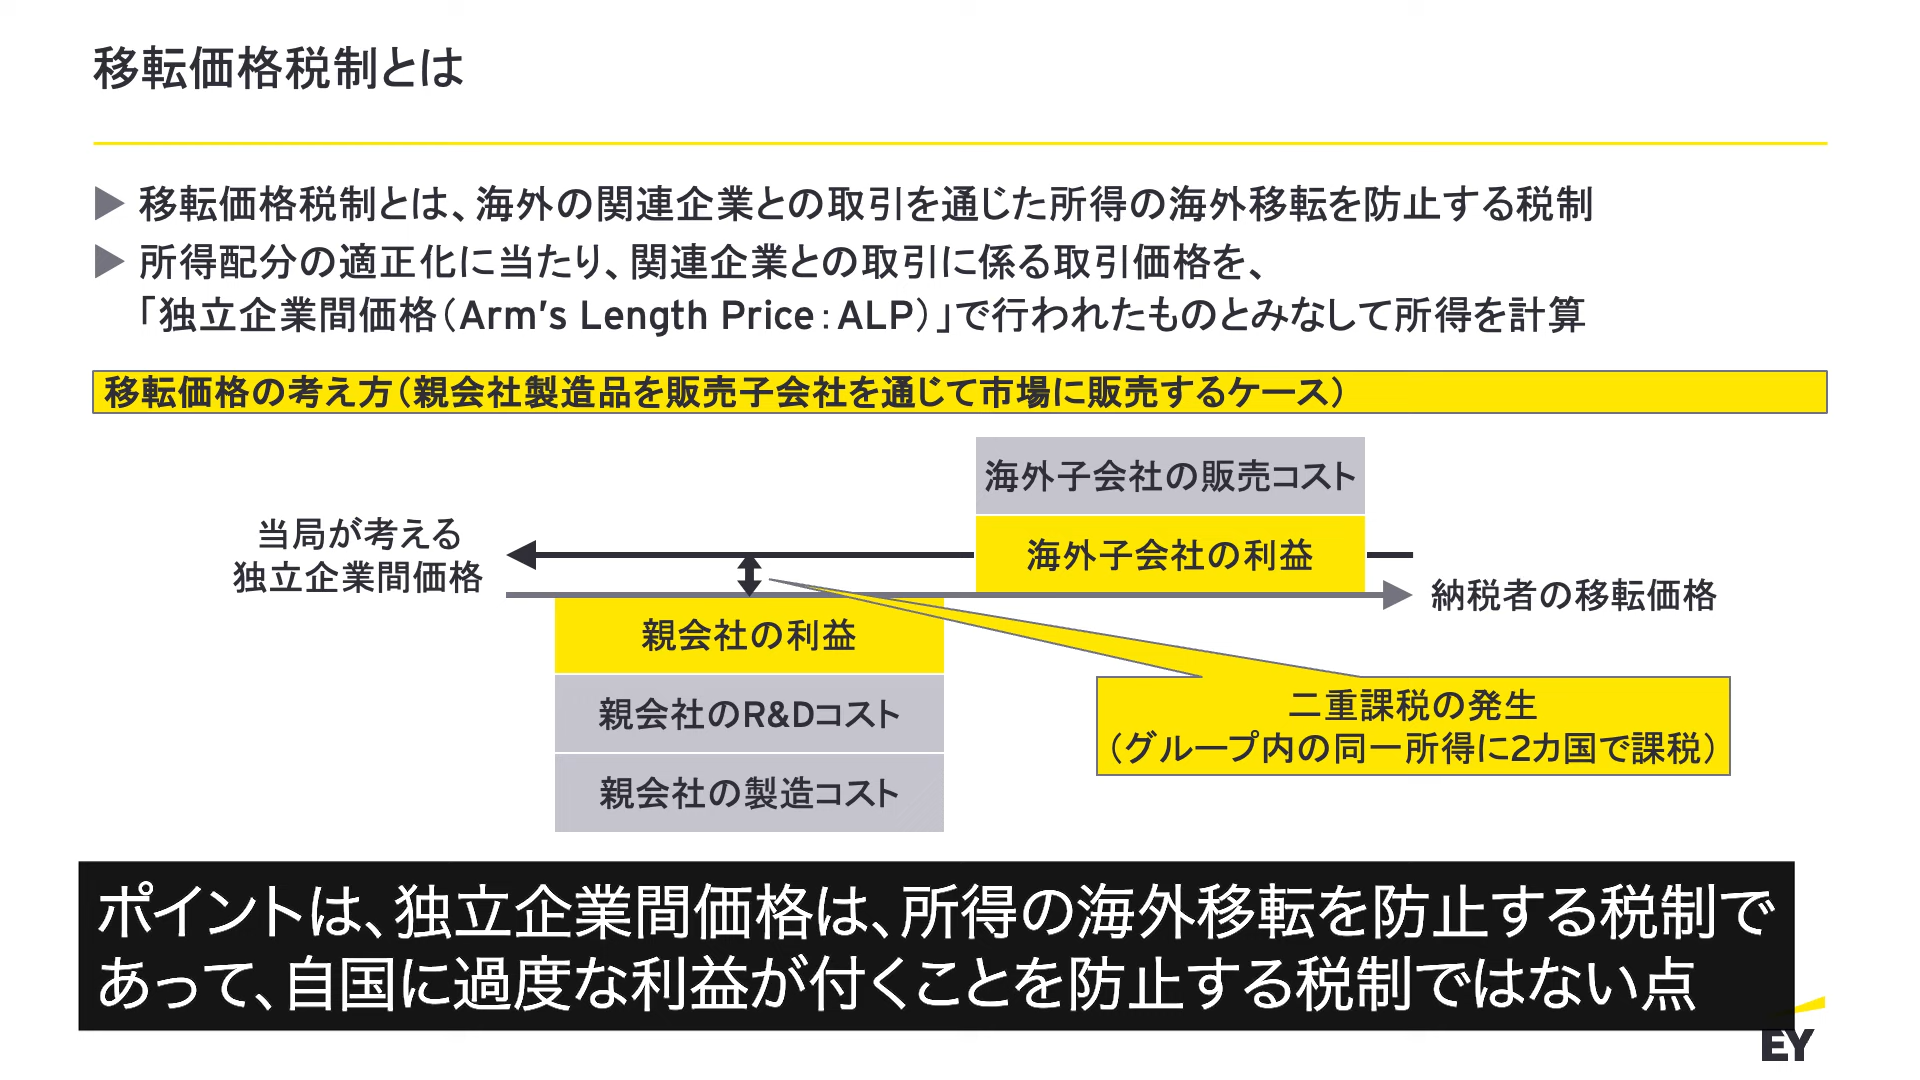 移転価格税制とは
▶ 移転価格税制とは、海外の関連企業との取引を通じた所得の海外移転を防止する税制
▶ 所得配分の適正化に当たり、関連企業との取引に係る取引価格を、
「独立企業間価格（Arm's Length Price：ALP）」で行われたものとみなして所得を計算
移転価格の考え方（親会社製造品を販売子会社を通じて市場に販売するケース）
海外子会社の販売コスト
当局が考える
独立企業間価格
海外子会社の利益
納税者の移転価格
親会社の利益
親会社のR&Dコスト
親会社の製造コスト
二重課税の発生
（グループ内の同一所得に2カ国で課税）
ポイントは、独立企業間価格は、所得の海外移転を防止する税制で
あって、自国に過度な利益が付くことを防止する税制ではない点
EY